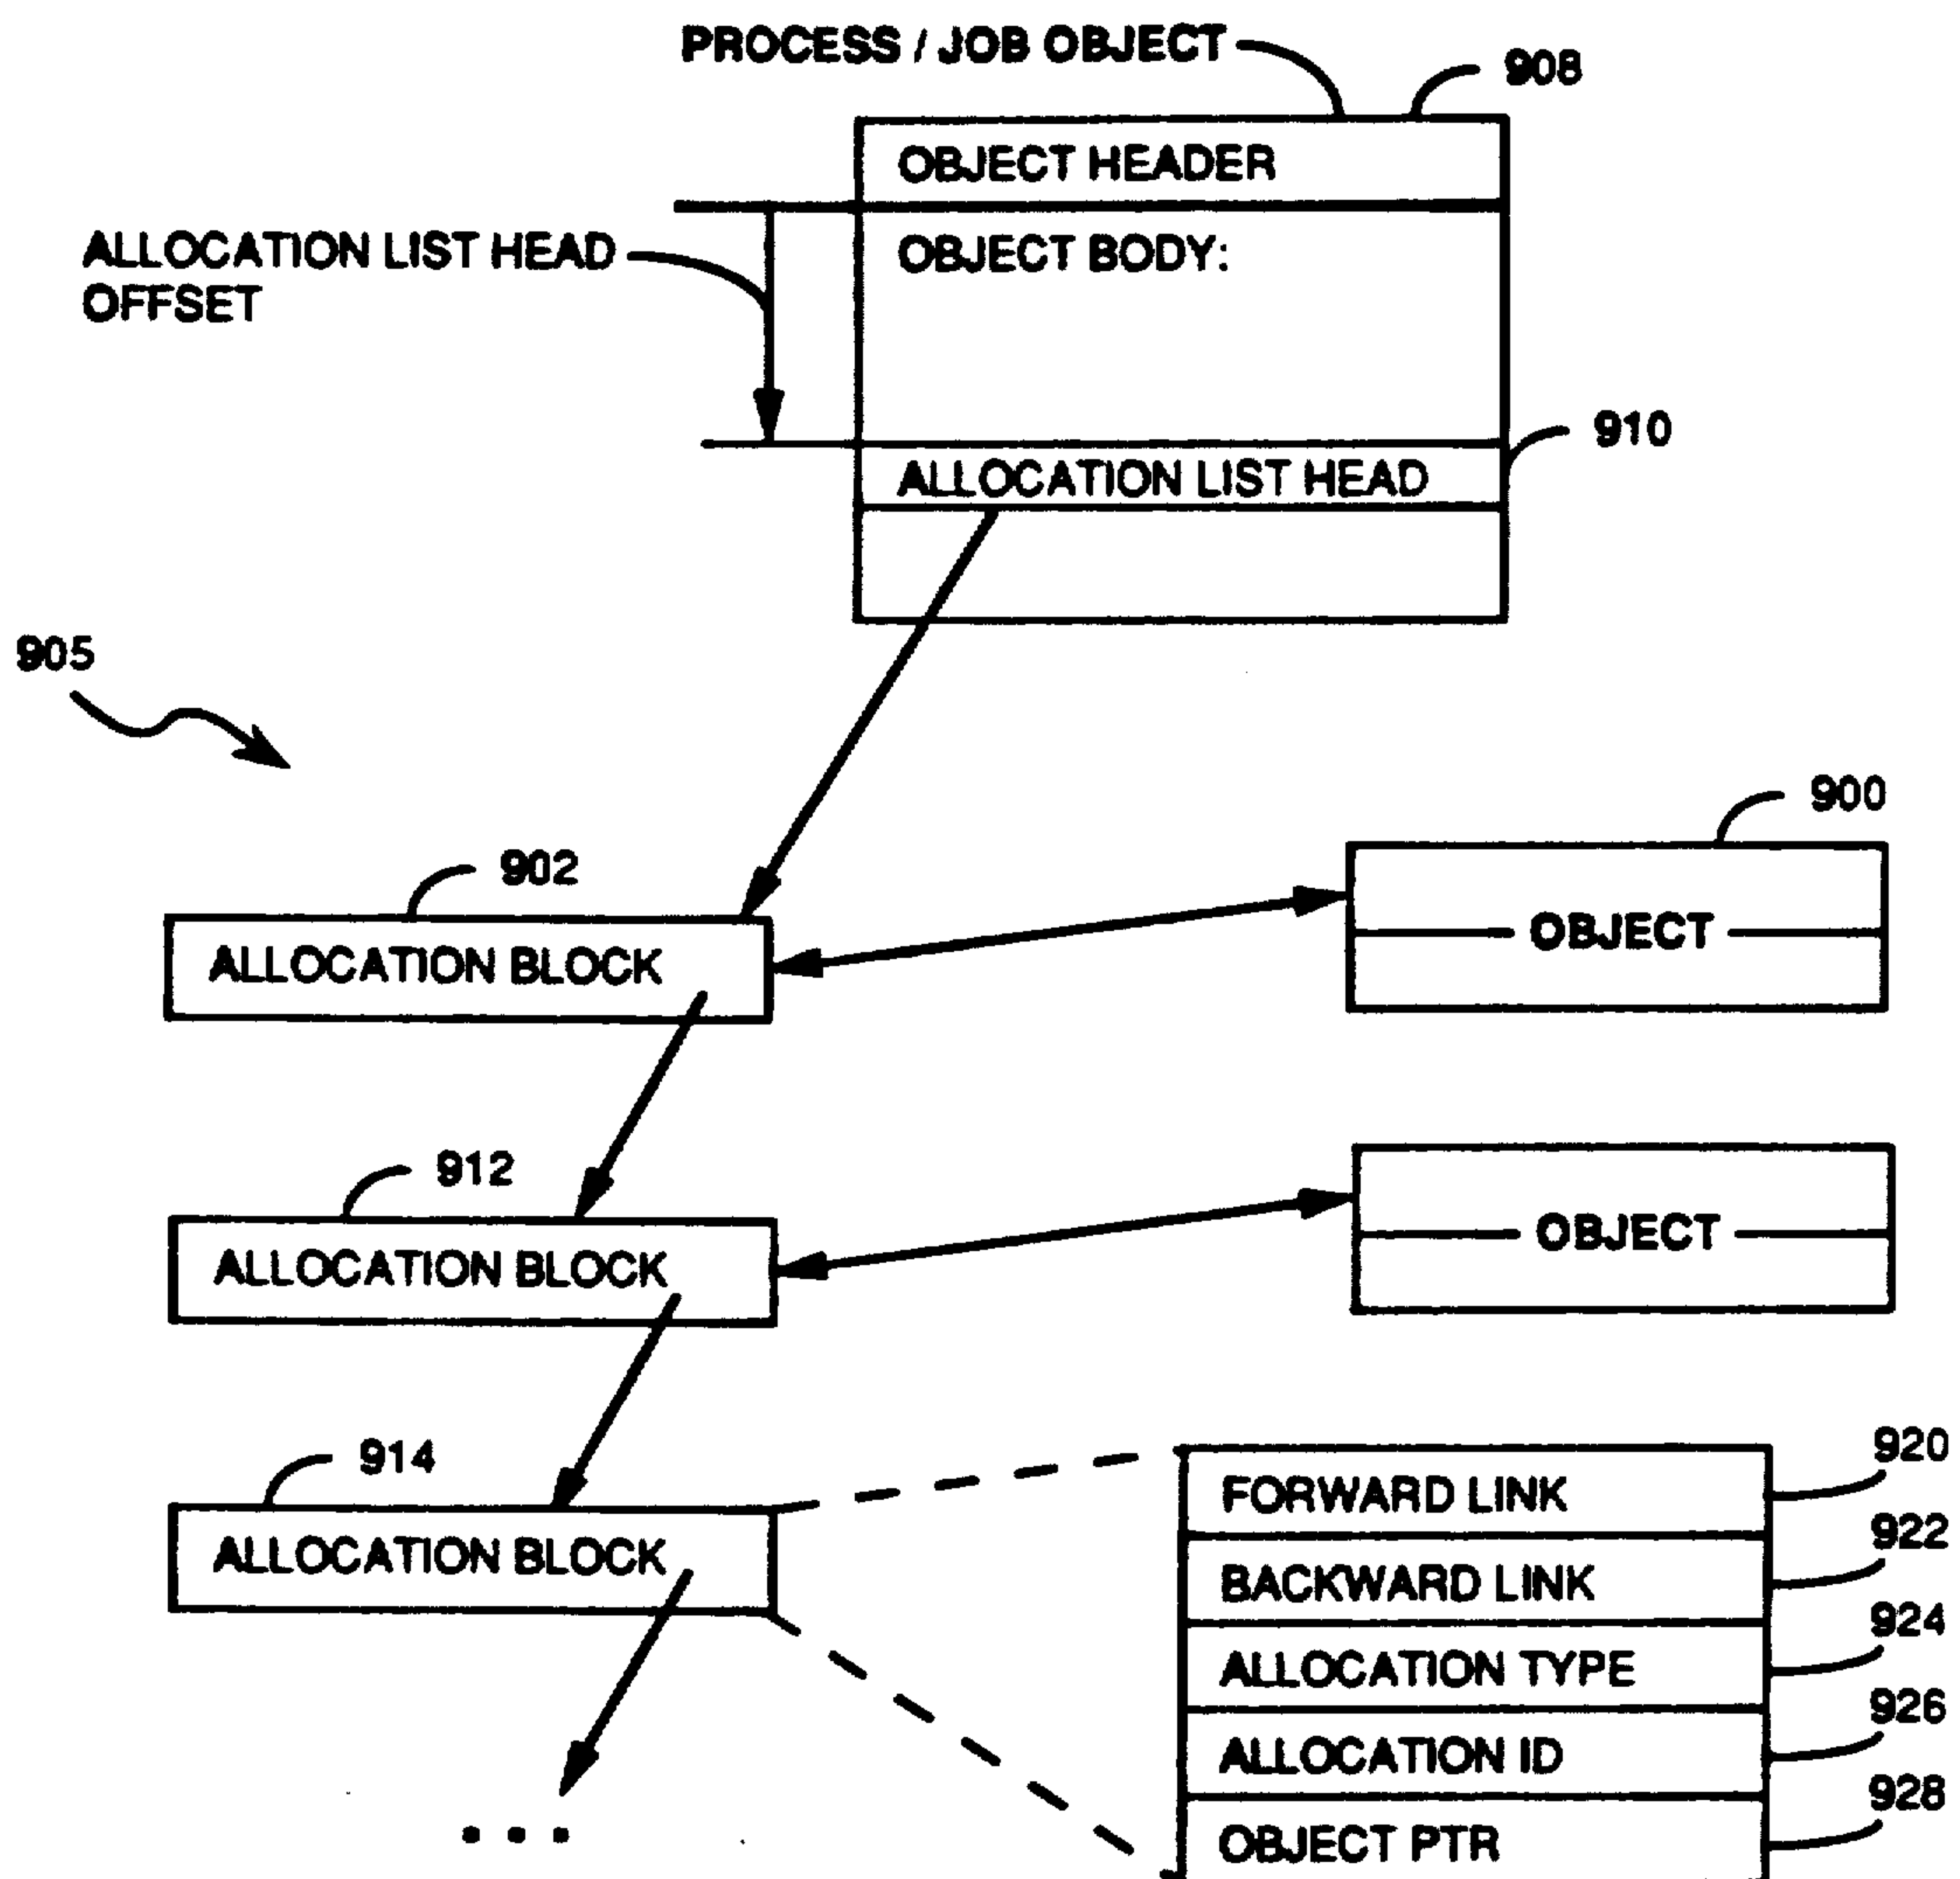 PROCESS / JOB OBJECT
908
OBJECT HEADER
ALLOCATION LIST HEAD
OFFSET
OBJECT BODY:
910
ALLOCATION LIST HEAD
905
900
902
OBJECT
ALLOCATION BLOCK
912
OBJECT
ALLOCATION BLOCK
914
ALLOCATION BLOCK
920
FORWARD LINK
922
BACKWARD LINK
924
ALLOCATION TYPE
926
ALLOCATION ID
928
OBJECT PTR
...